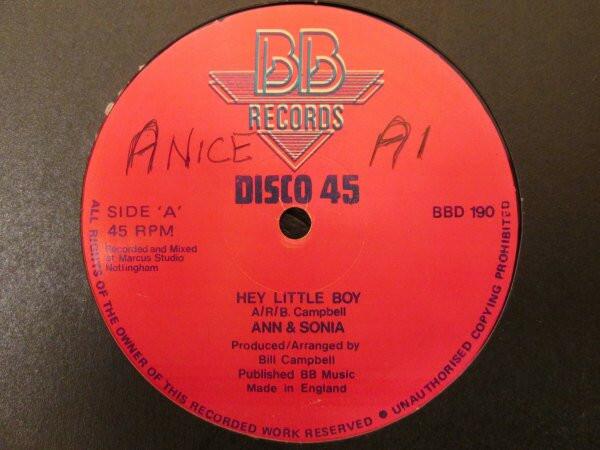 BB
RECORDS
A NICE A1
DISCO 45
SIDE 'A'
45 RPM
Recorded and Mixed
at Marcus Studio
Nottingham
BBD 190
HEY LITTLE BOY
A/R/B. Campbell
ANN & SONIA
Produced/Arranged by
Bill Campbell
Published BB Music
Made in England
ALL RIGHTS OF THE OWNER OF THIS RECORDED WORK RESERVED ● UNAUTHORISED COPYING PROHIBITED